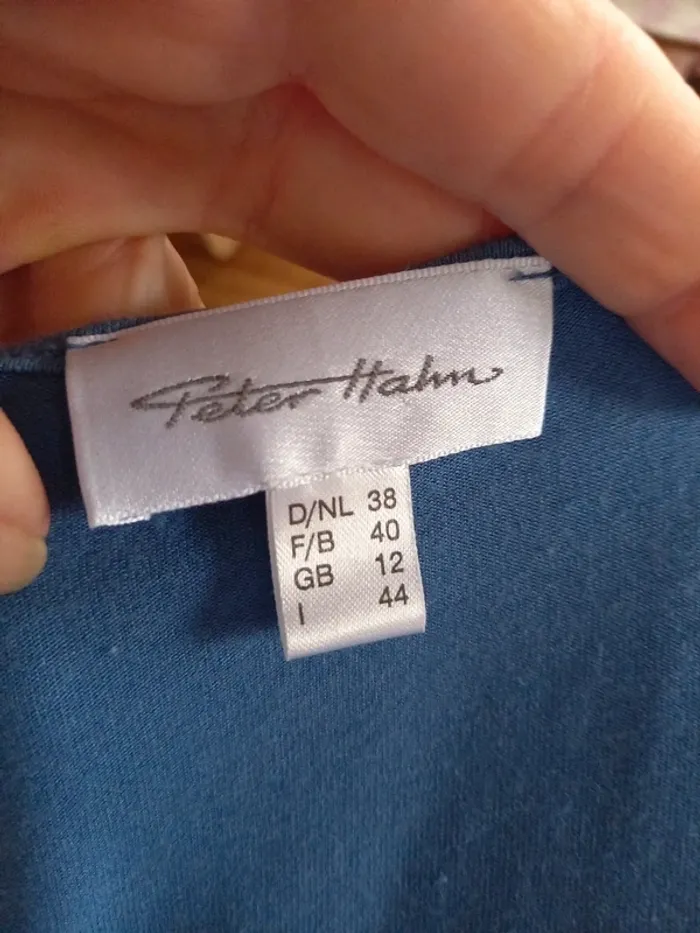 Peter Hahn
D/NL 38
F/B 40
GB 12
I 44